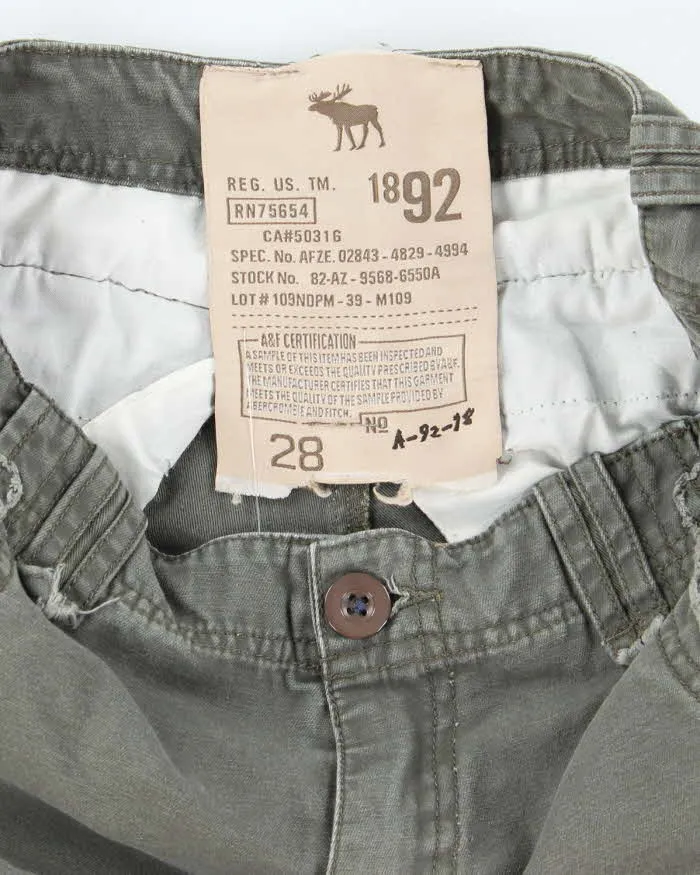 REG. US. TM.
1892
RN75654
CA#50316
SPEC. No. AFZE. 02843-4829-4994
STOCK No. 82-AZ-9568-6550A
LOT # 109NDPM-39-M109
A&F CERTIFICATION
A SAMPLE OF THIS ITEM HAS BEEN INSPECTED AND
MEETS OR EXCEEDS THE QUALITY PRESCRIBED BY A&F.
THE MANUFACTURER CERTIFIES THAT THIS GARMENT
MEETS THE QUALITY OF THE SAMPLE PROVIDED BY
ABERCROMBIE AND FITCH.
No A-92-18
28